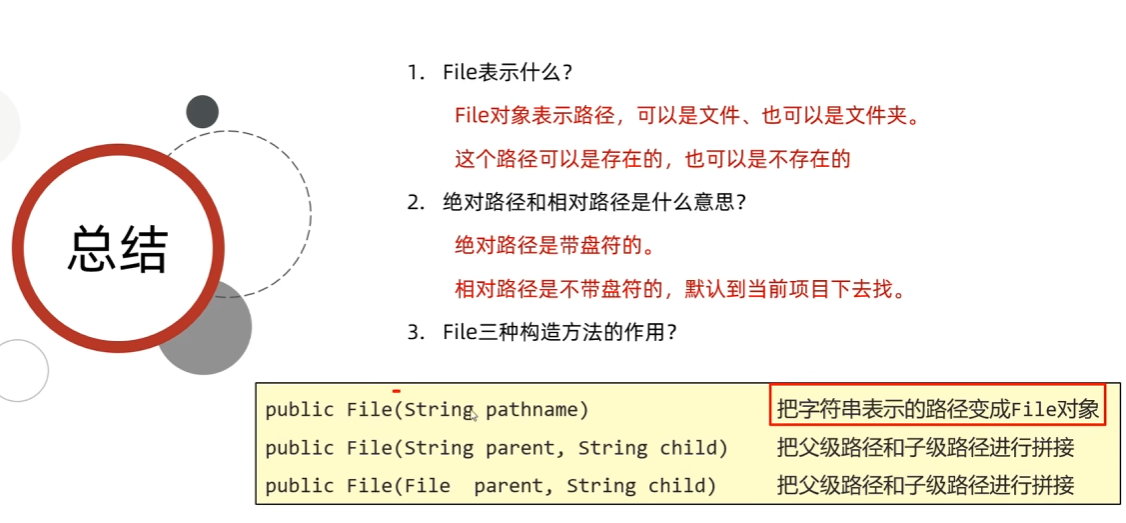 总结
1. File表示什么？
File对象表示路径，可以是文件、也可以是文件夹。
这个路径可以是存在的，也可以是不存在的
2. 绝对路径和相对路径是什么意思？
绝对路径是带盘符的。
相对路径是不带盘符的，默认到当前项目下去找。
3. File三种构造方法的作用？
public File(String pathname) 把字符串表示的路径变成File对象
public File(String parent, String child) 把父级路径和子级路径进行拼接
public File(File parent, String child) 把父级路径和子级路径进行拼接